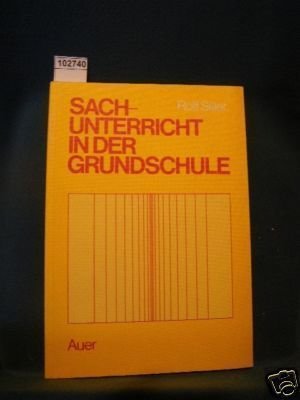 102740
Rolf Siller
SACH-
UNTERRICHT
IN DER
GRUNDSCHULE
Auer